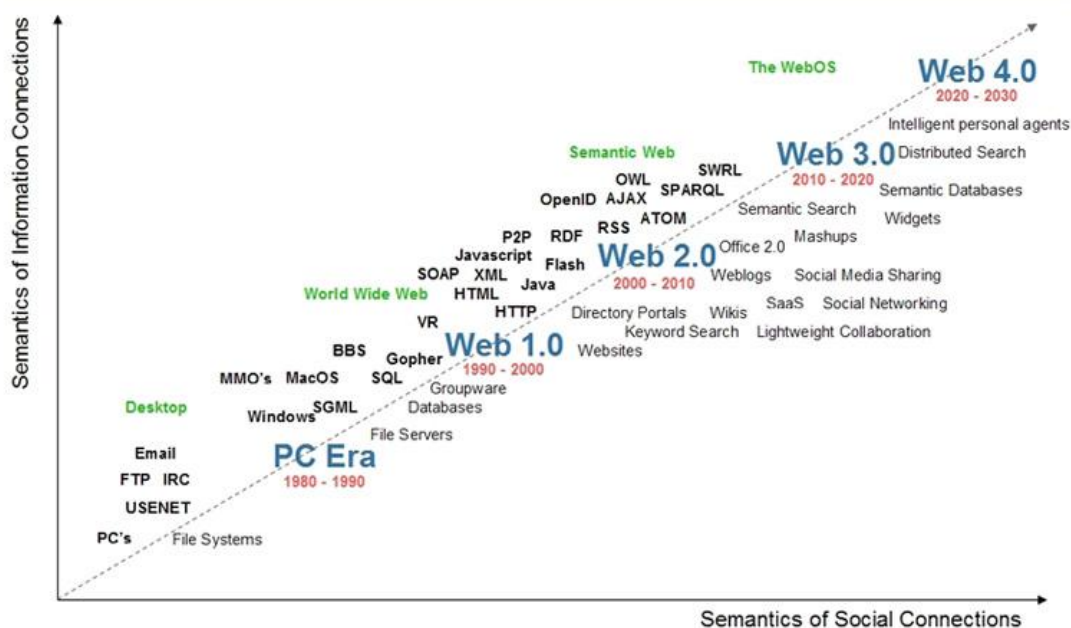 Semantics of Information Connections
The WebOS
Web 4.0
2020 - 2030
Intelligent personal agents
Semantic Web
Web 3.0
Distributed Search
2010 - 2020
SWRL
OWL
SPARQL
Semantic Databases
OpenID
AJAX
Semantic Search
Widgets
ATOM
RSS
P2P
RDF
Mashups
Office 2.0
Javascript
Web 2.0
Flash
2000 - 2010
SOAP
XML
Weblogs
Social Media Sharing
Java
World Wide Web
HTML
SaaS
Social Networking
HTTP
Directory Portals
Wikis
VR
Keyword Search
Lightweight Collaboration
Web 1.0
Websites
1990 - 2000
BBS
Gopher
MMO's
MacOS
SQL
Groupware
Desktop
SGML
Databases
Windows
File Servers
Email
PC Era
1980 - 1990
FTP
IRC
USENET
PC's
File Systems
Semantics of Social Connections